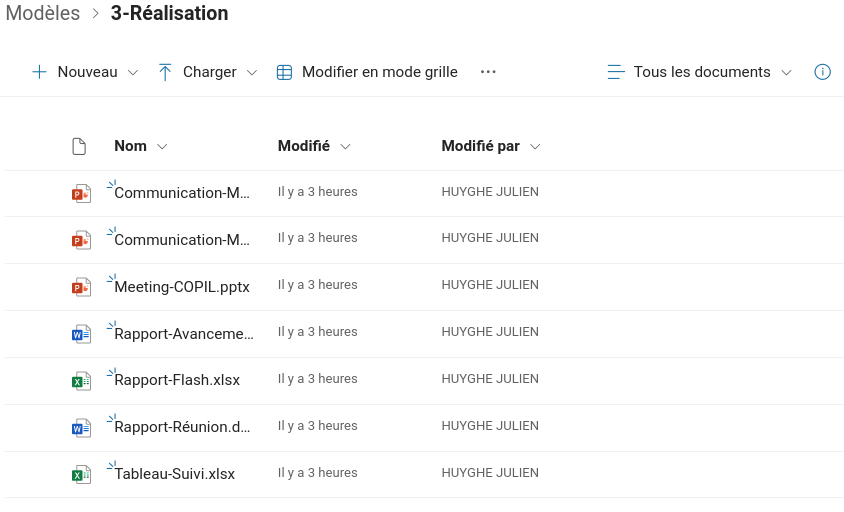 Modèles > 3-Réalisation
Nouveau Charger Modifier en mode grille ... Tous les documents
Nom Modifié Modifié par
Communication-M... Il y a 3 heures HUYGHE JULIEN
Communication-M... Il y a 3 heures HUYGHE JULIEN
Meeting-COPIL.pptx Il y a 3 heures HUYGHE JULIEN
Rapport-Avanceme... Il y a 3 heures HUYGHE JULIEN
Rapport-Flash.xlsx Il y a 3 heures HUYGHE JULIEN
Rapport-Réunion.d... Il y a 3 heures HUYGHE JULIEN
Tableau-Suivi.xlsx Il y a 3 heures HUYGHE JULIEN